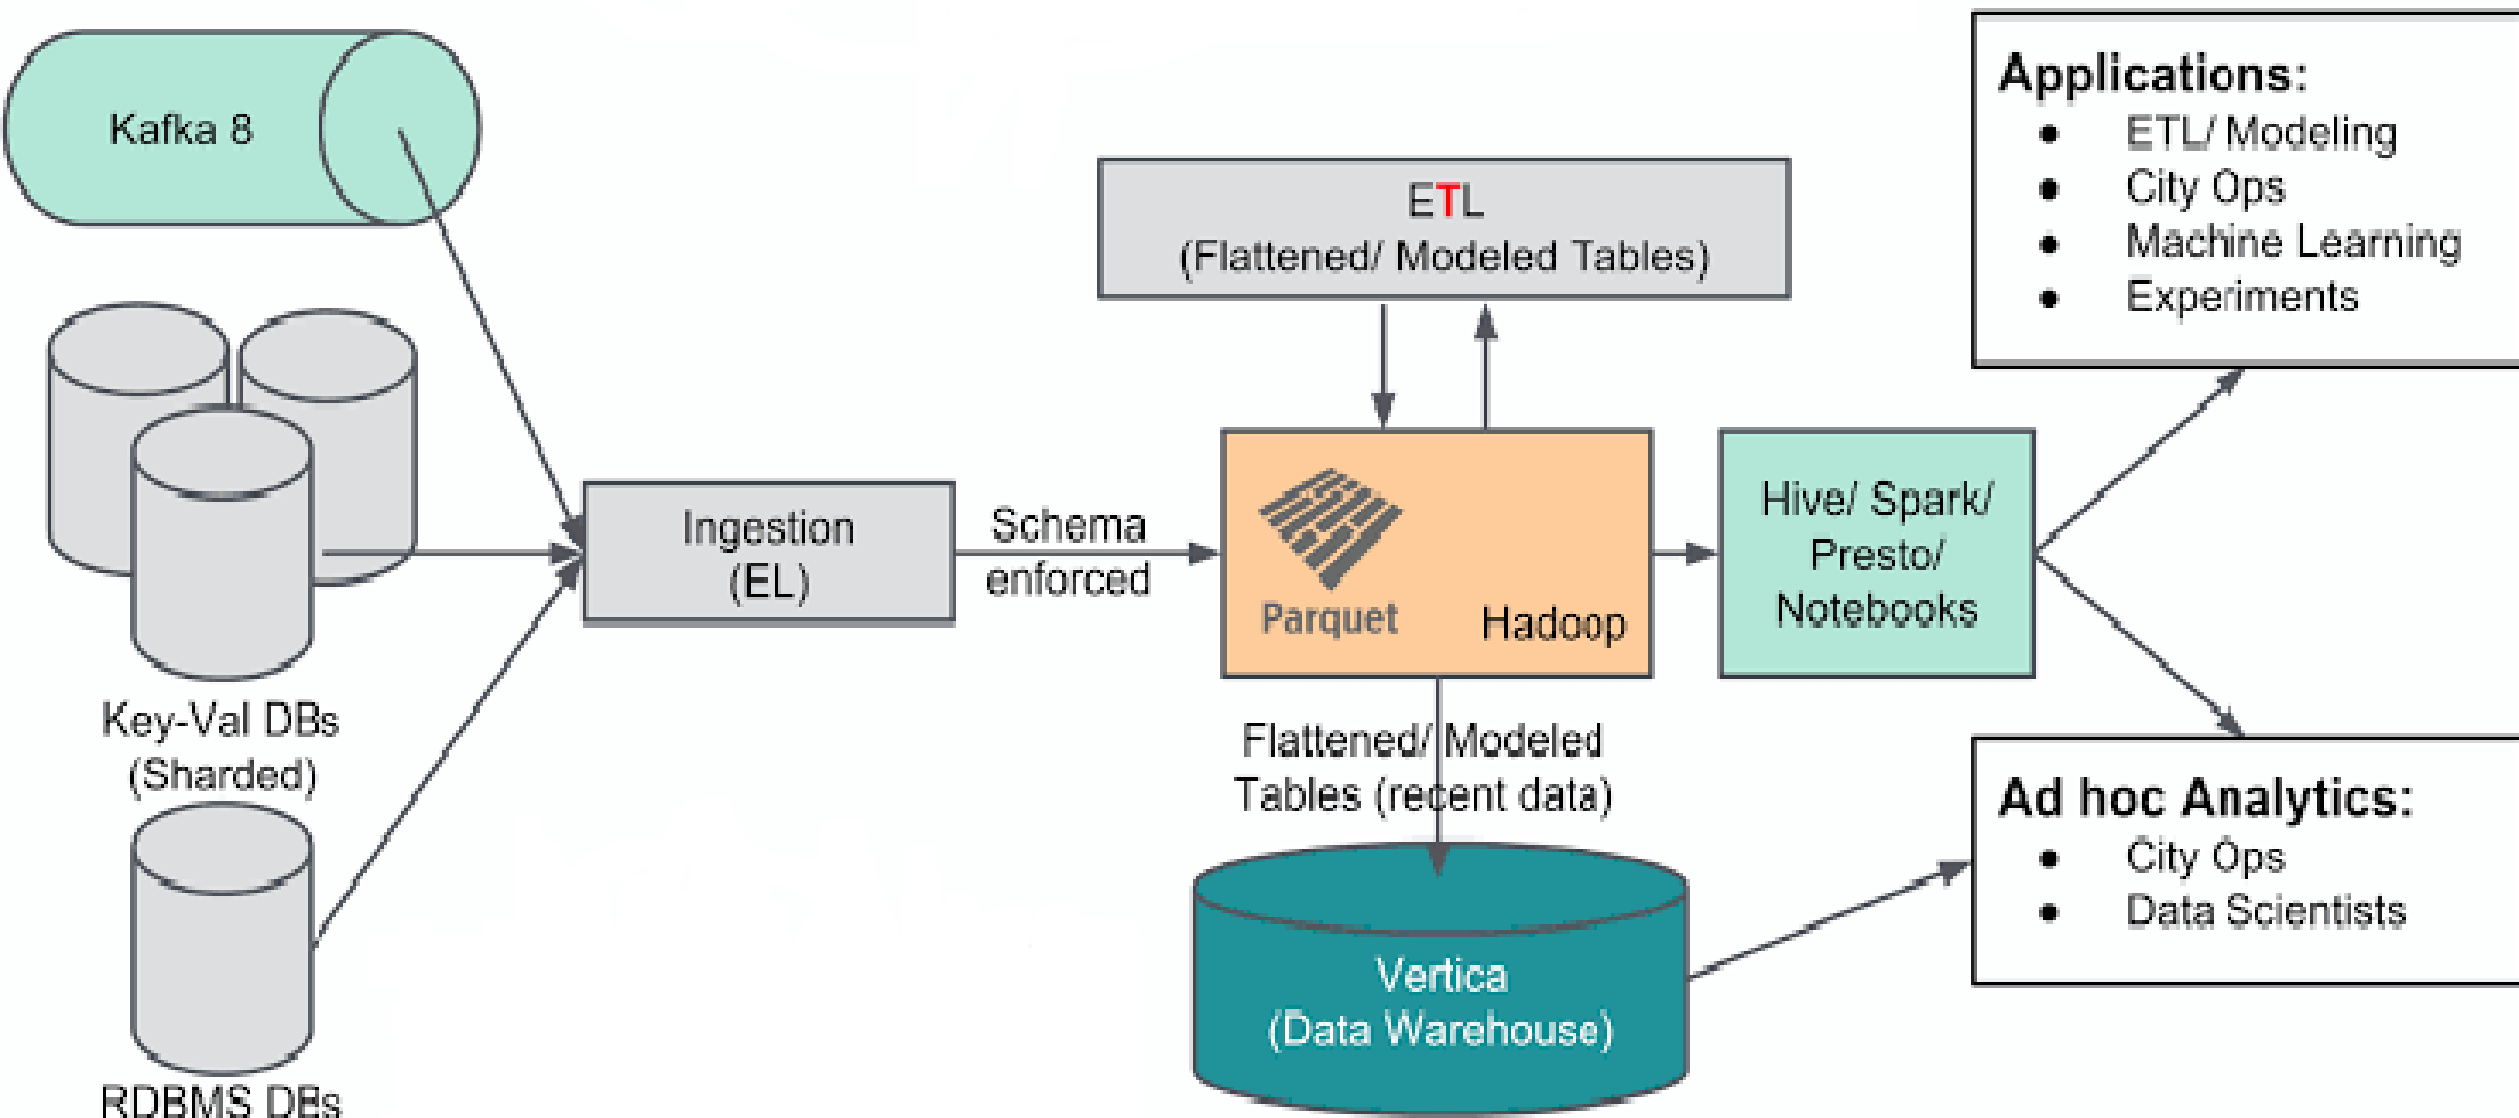 Kafka 8
Key-Val DBs
(Sharded)
RDBMS DBs
Ingestion
(EL)
Schema
enforced
ETL
(Flattened/ Modeled Tables)
Parquet
Hadoop
Flattened/ Modeled
Tables (recent data)
Vertica
(Data Warehouse)
Hive/ Spark/
Presto/
Notebooks
Applications:
● ETL/ Modeling
● City Ops
● Machine Learning
● Experiments
Ad hoc Analytics:
● City Ops
● Data Scientists